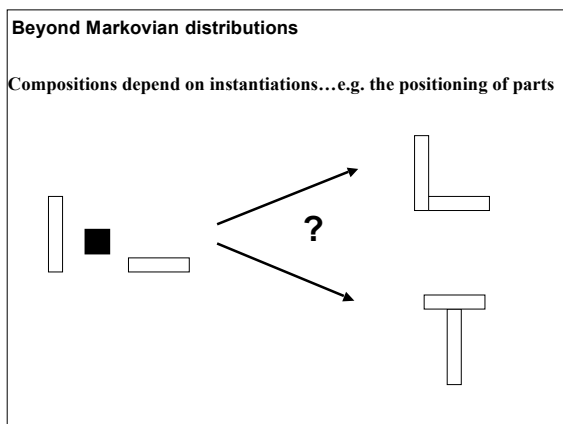 Beyond Markovian distributions
Compositions depend on instantiations…e.g. the positioning of parts
?